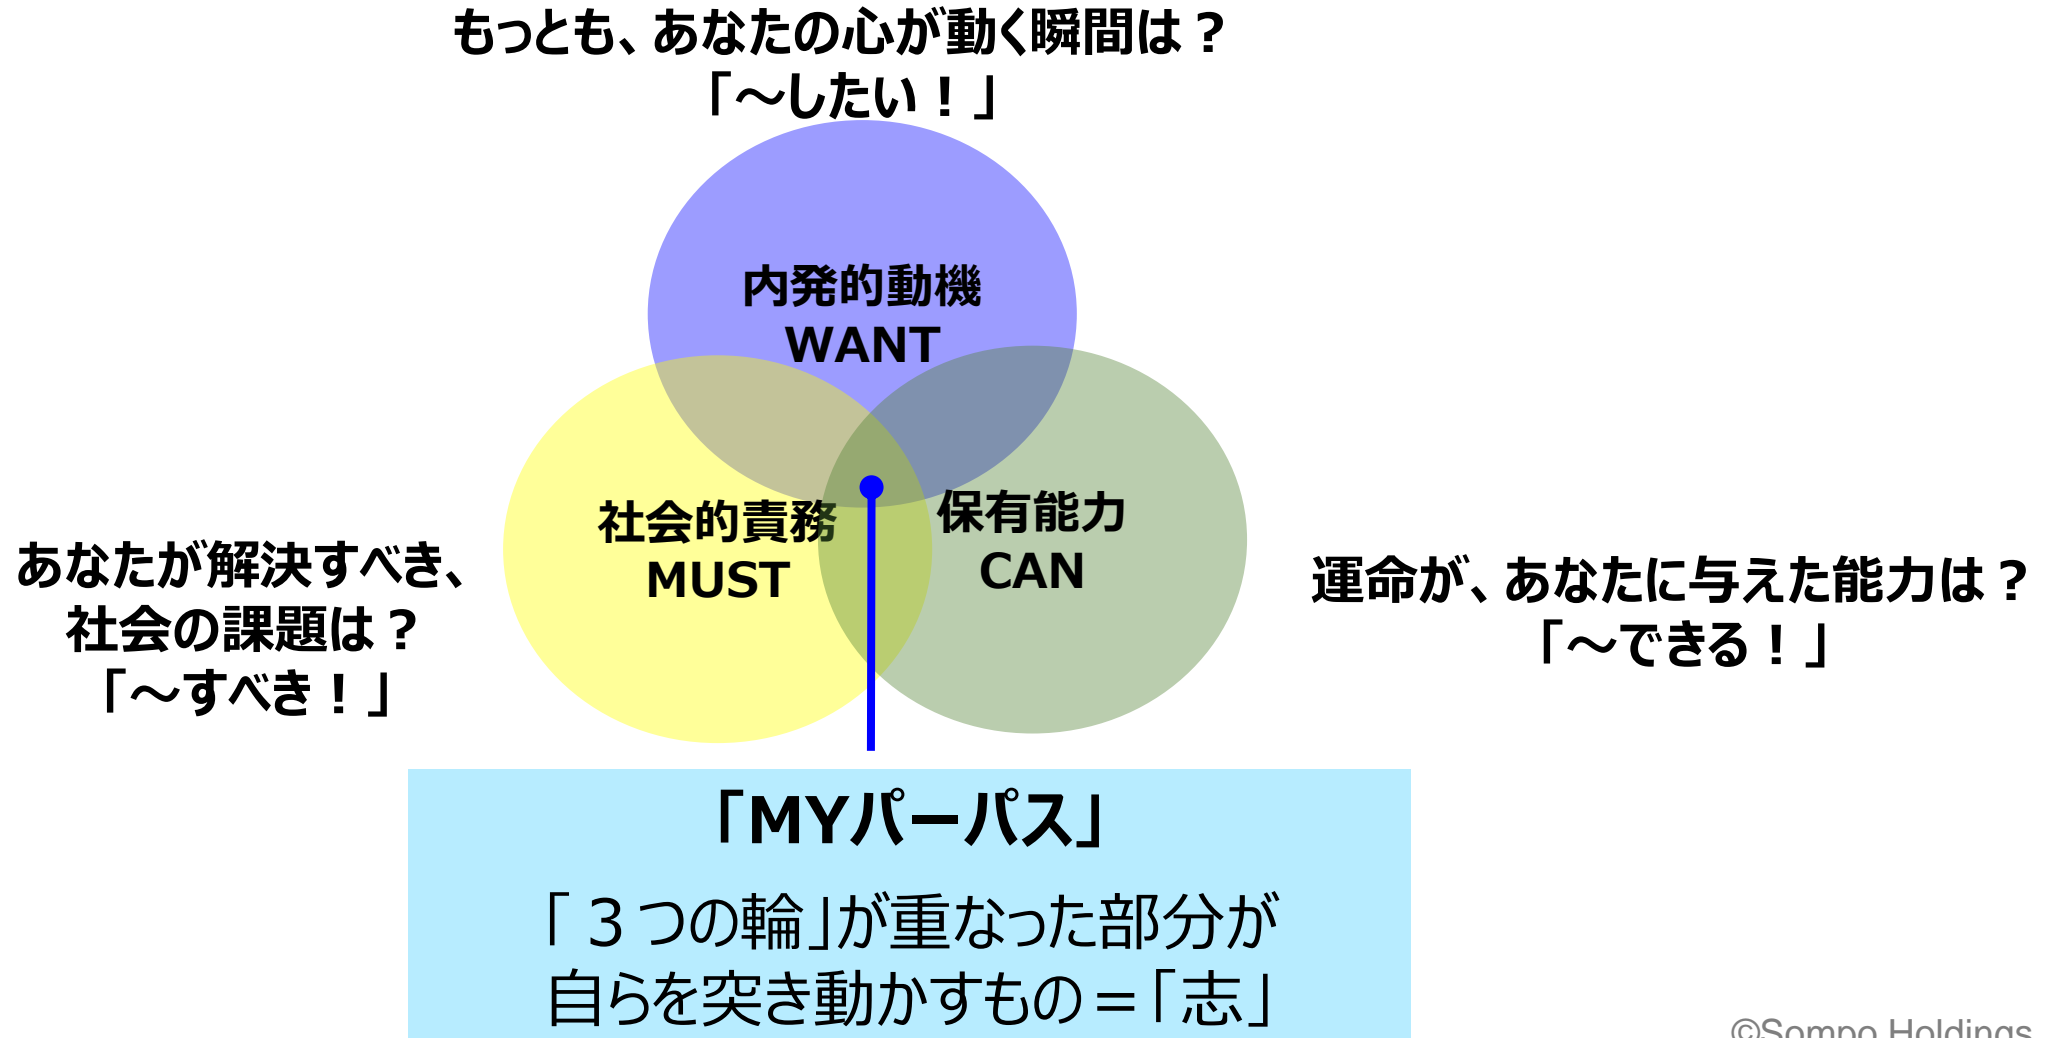 もっとも、あなたの心が動く瞬間は？
「～したい！」
内発的動機
WANT
社会的責務
MUST
保有能力
CAN
あなたが解決すべき、
社会の課題は？
「～すべき！」
運命が、あなたに与えた能力は？
「～できる！」
「MYパーパス」
「３つの輪」が重なった部分が
自らを突き動かすもの＝「志」
©Sompo Holdings